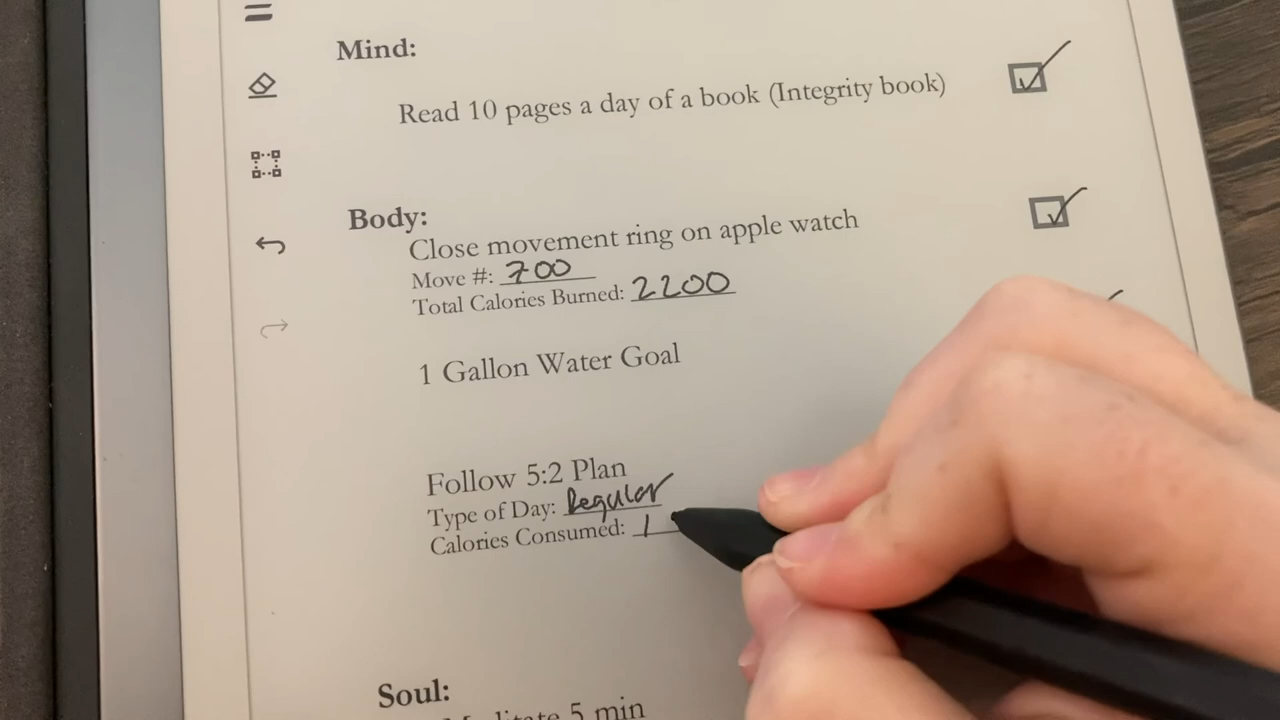 Mind:
Read 10 pages a day of a book (Integrity book)
Body:
Close movement ring on apple watch
Move #: 700
Total Calories Burned: 2200
1 Gallon Water Goal
Follow 5:2 Plan
Type of Day: Regular
Calories Consumed: 1
Soul:
5 min